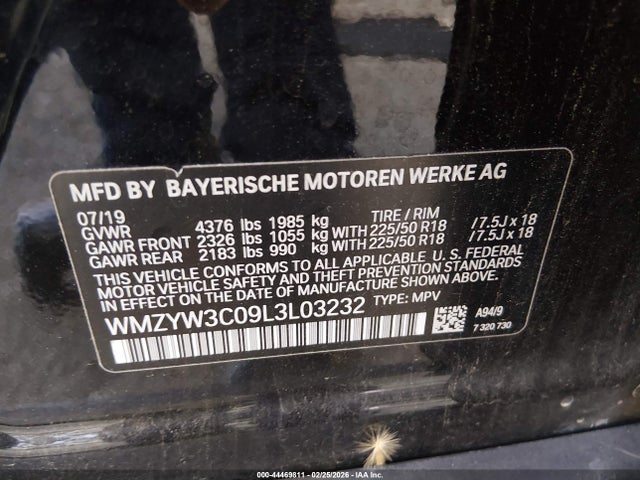 MFD BY BAYERISCHE MOTOREN WERKE AG
07/19 TIRE / RIM
GVWR 4376 lbs 1985 kg
GAWR FRONT 2326 lbs 1055 kg WITH 225/50 R18 /7.5J x 18
GAWR REAR 2183 lbs 990 kg WITH 225/50 R18 /7.5J x 18
THIS VEHICLE CONFORMS TO ALL APPLICABLE U. S. FEDERAL
MOTOR VEHICLE SAFETY AND THEFT PREVENTION STANDARDS
IN EFFECT ON THE DATE OF MANUFACTURE SHOWN ABOVE.
WMZYW3C09L3L03232 TYPE: MPV
A94/9
7 320 730
000-44469811 02/25/2026 - IAA Inc.